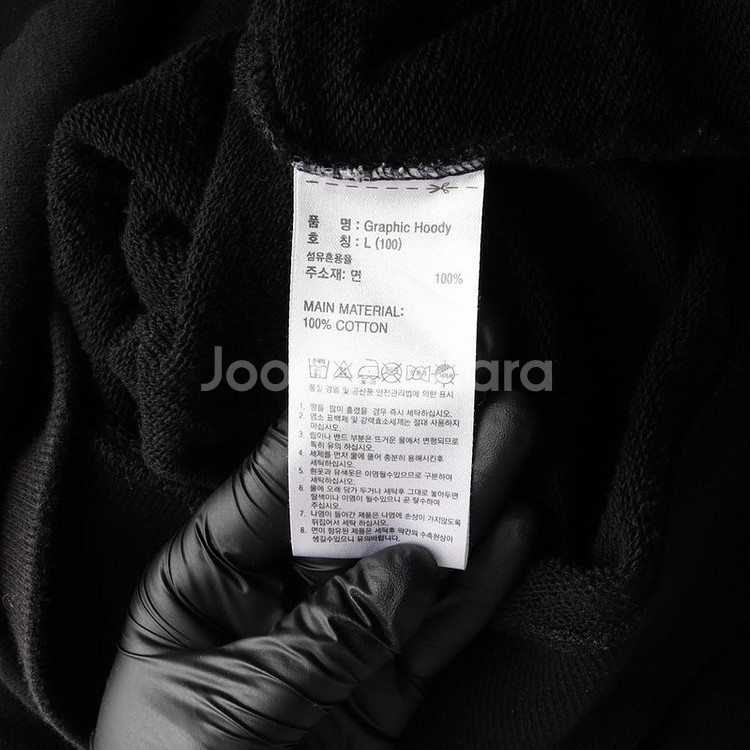 품 명 : Graphic Hoody
호 칭 : L (100)
섬유혼용율
주소재: 면 100%
MAIN MATERIAL:
100% COTTON
품질 경영 및 공산품 안전관리법에 의한 표시
1. 땀을 많이 흘렸을 경우 즉시 세탁하십시오.
2. 염소 표백제 및 강력효소세제는 절대 사용하지
마십시오.
3. 립이나 밴드 부분은 뜨거운 물에서 변형되므로
특히 유의 하십시오.
4. 세제를 먼저 물에 풀어 충분히 용해시킨후
세탁하십시오.
5. 흰옷과 유색옷은 이염될수있으므로 구분하여
세탁하십시오.
6. 물에 오래 담가 두거나 세탁후 그대로 놓아두면
탈색이나 이염이 될수있으니 곧 탈수하여
주십시오.
7. 나염이 들어간 제품은 나염에 손상이 가지않도록
뒤집어서 세탁 하십시오.
8. 면이 함유된 제품은 세탁후 약간의 수축현상이
생길수있으니 유의바랍니다.